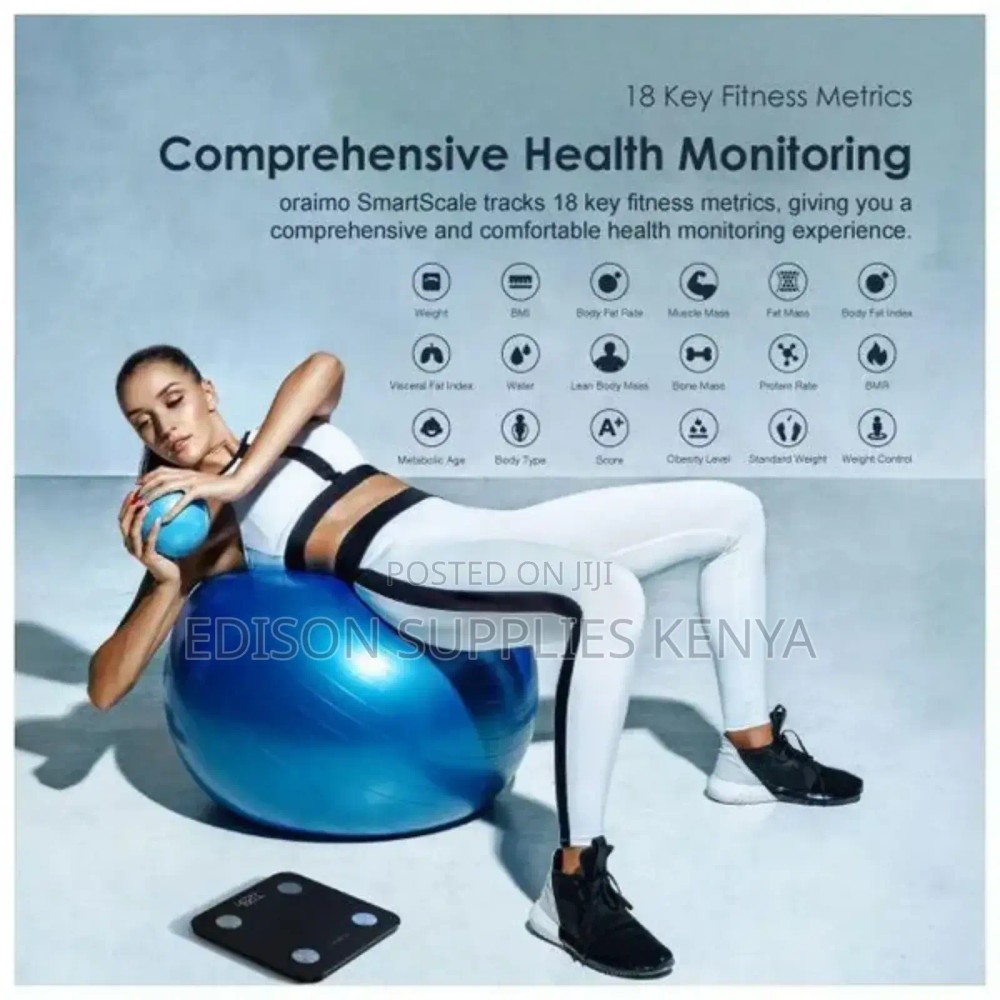 18 Key Fitness Metrics
Comprehensive Health Monitoring
oraimo SmartScale tracks 18 key fitness metrics, giving you a
comprehensive and comfortable health monitoring experience.
Weight BMI Body Fat Rate Muscle Mass Fat Mass Body Fat Index
Visceral Fat Index Water Lean Body Mass Bone Mass Protein Rate BMR
A+
Metabolic Age Body Type Score Obesity Level Standard Weight Weight Control
POSTED ON JIJI
EDISON SUPPLIES KENYA